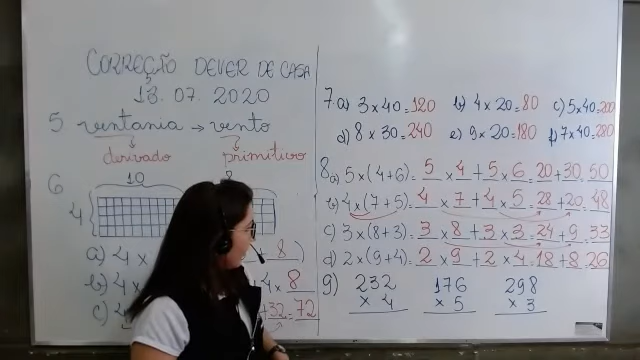 CORREÇÃO DEVER DE CASA
13.07.2020
5 ventania → vento
derivado primitivo
6
10 8
4
a) 4 × + 8)
b) 4 × 4 × 8
c) 4 + 32 = 72
7. a) 3 × 40 = 120 b) 4 × 20 = 80 c) 5 × 40 = 200
d) 8 × 30 = 240 e) 9 × 20 = 180 f) 7 × 40 = 280
8. a) 5 × (4 + 6) = 5 × 4 + 5 × 6 = 20 + 30 = 50
b) 4 × (7 + 5) = 4 × 7 + 4 × 5 = 28 + 20 = 48
c) 3 × (8 + 3) = 3 × 8 + 3 × 3 = 24 + 9 = 33
d) 2 × (9 + 4) = 2 × 9 + 2 × 4 = 18 + 8 = 26
9) 232 176 298
× 4 × 5 × 3